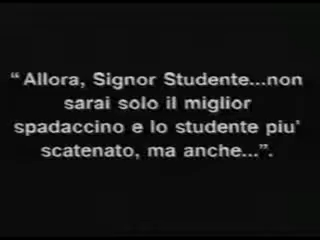 “Allora, Signor Studente...non
sarai solo il miglior
spadaccino e lo studente piu'
scatenato, ma anche...”.